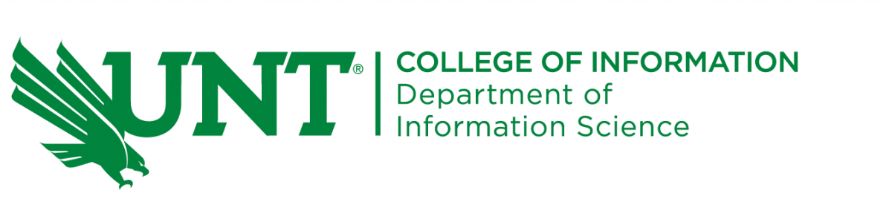 UNT®
COLLEGE OF INFORMATION
Department of
Information Science